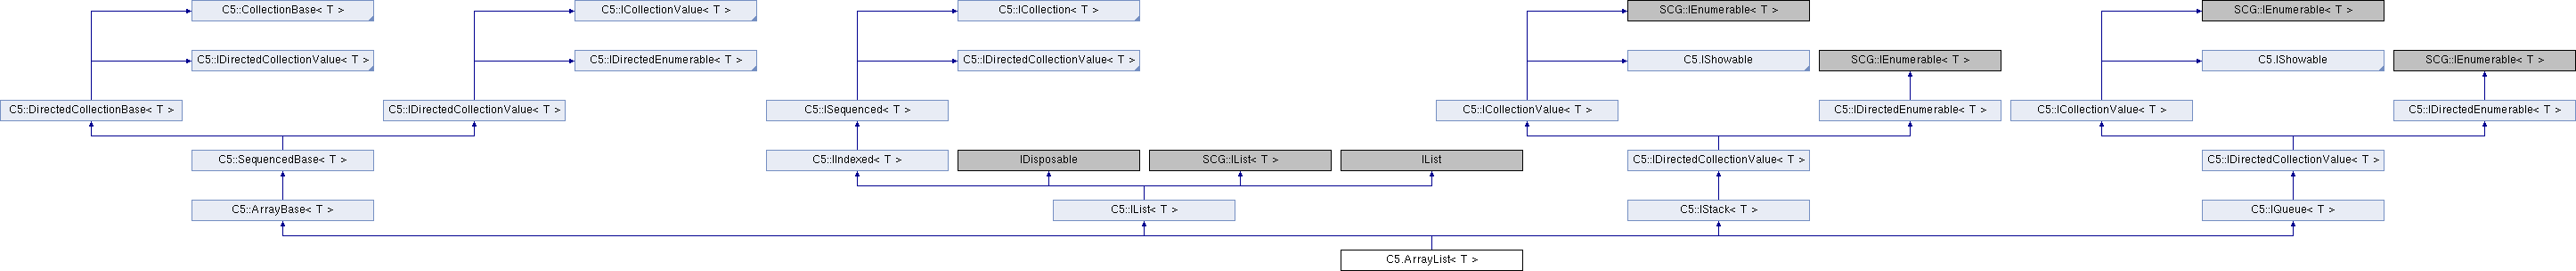 C5::CollectionBase< T >
C5::ICollectionValue< T >
C5::ICollection< T >
SCG::IEnumerable< T >
SCG::IEnumerable< T >
C5::IDirectedCollectionValue< T >
C5::IDirectedEnumerable< T >
C5::IDirectedCollectionValue< T >
C5.IShowable
SCG::IEnumerable< T >
C5.IShowable
SCG::IEnumerable< T >
C5::DirectedCollectionBase< T >
C5::IDirectedCollectionValue< T >
C5::ISequenced< T >
C5::ICollectionValue< T >
C5::IDirectedEnumerable< T >
C5::ICollectionValue< T >
C5::IDirectedEnumerable< T >
C5::SequencedBase< T >
C5::IIndexed< T >
IDisposable
SCG::IList< T >
IList
C5::IDirectedCollectionValue< T >
C5::IDirectedCollectionValue< T >
C5::ArrayBase< T >
C5::IList< T >
C5::IStack< T >
C5::IQueue< T >
C5.ArrayList< T >